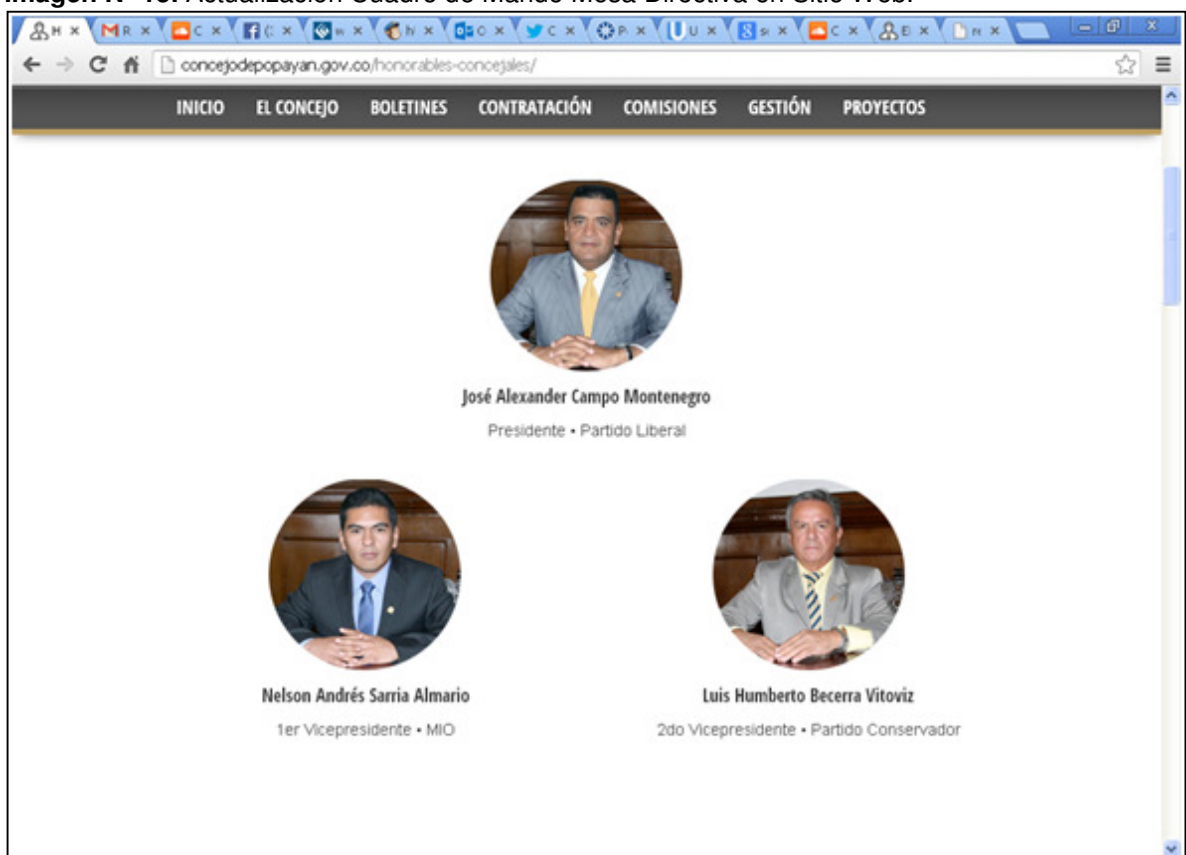 Imagen N° 15. Actualización Cuadro de Mando Mesa Directiva en Sitio Web.
concejodepopayan.gov.co/honorables-concejales/
INICIO EL CONCEJO BOLETINES CONTRATACIÓN COMISIONES GESTIÓN PROYECTOS
José Alexander Campo Montenegro
Presidente • Partido Liberal
Nelson Andrés Sarria Almario
1er Vicepresidente • MIO
Luis Humberto Becerra Vitoviz
2do Vicepresidente • Partido Conservador